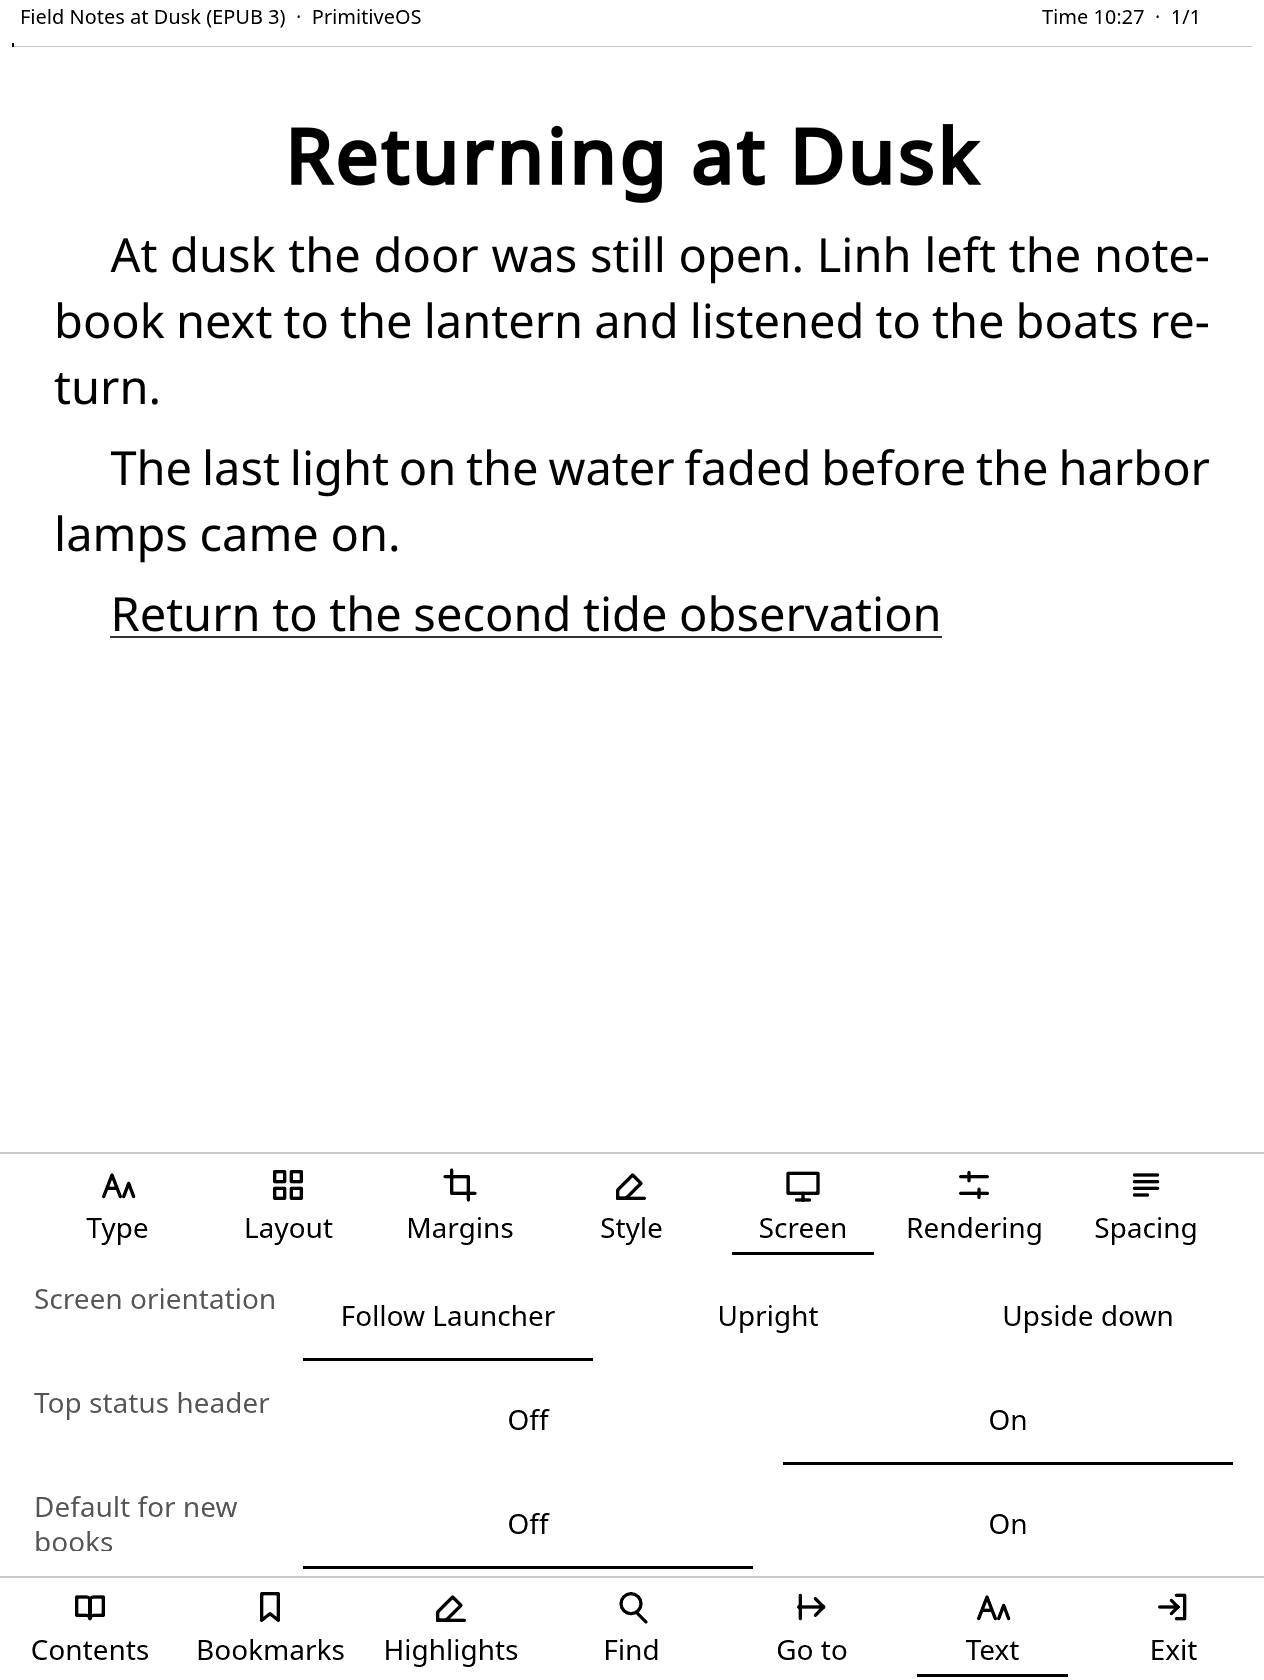 Field Notes at Dusk (EPUB 3) · PrimitiveOS
Time 10:27 · 1/1
Returning at Dusk
At dusk the door was still open. Linh left the note-
book next to the lantern and listened to the boats re-
turn.
The last light on the water faded before the harbor
lamps came on.
Return to the second tide observation
Type Layout Margins Style Screen Rendering Spacing
Screen orientation Follow Launcher Upright Upside down
Top status header Off On
Default for new
books
Off On
Contents Bookmarks Highlights Find Go to Text Exit